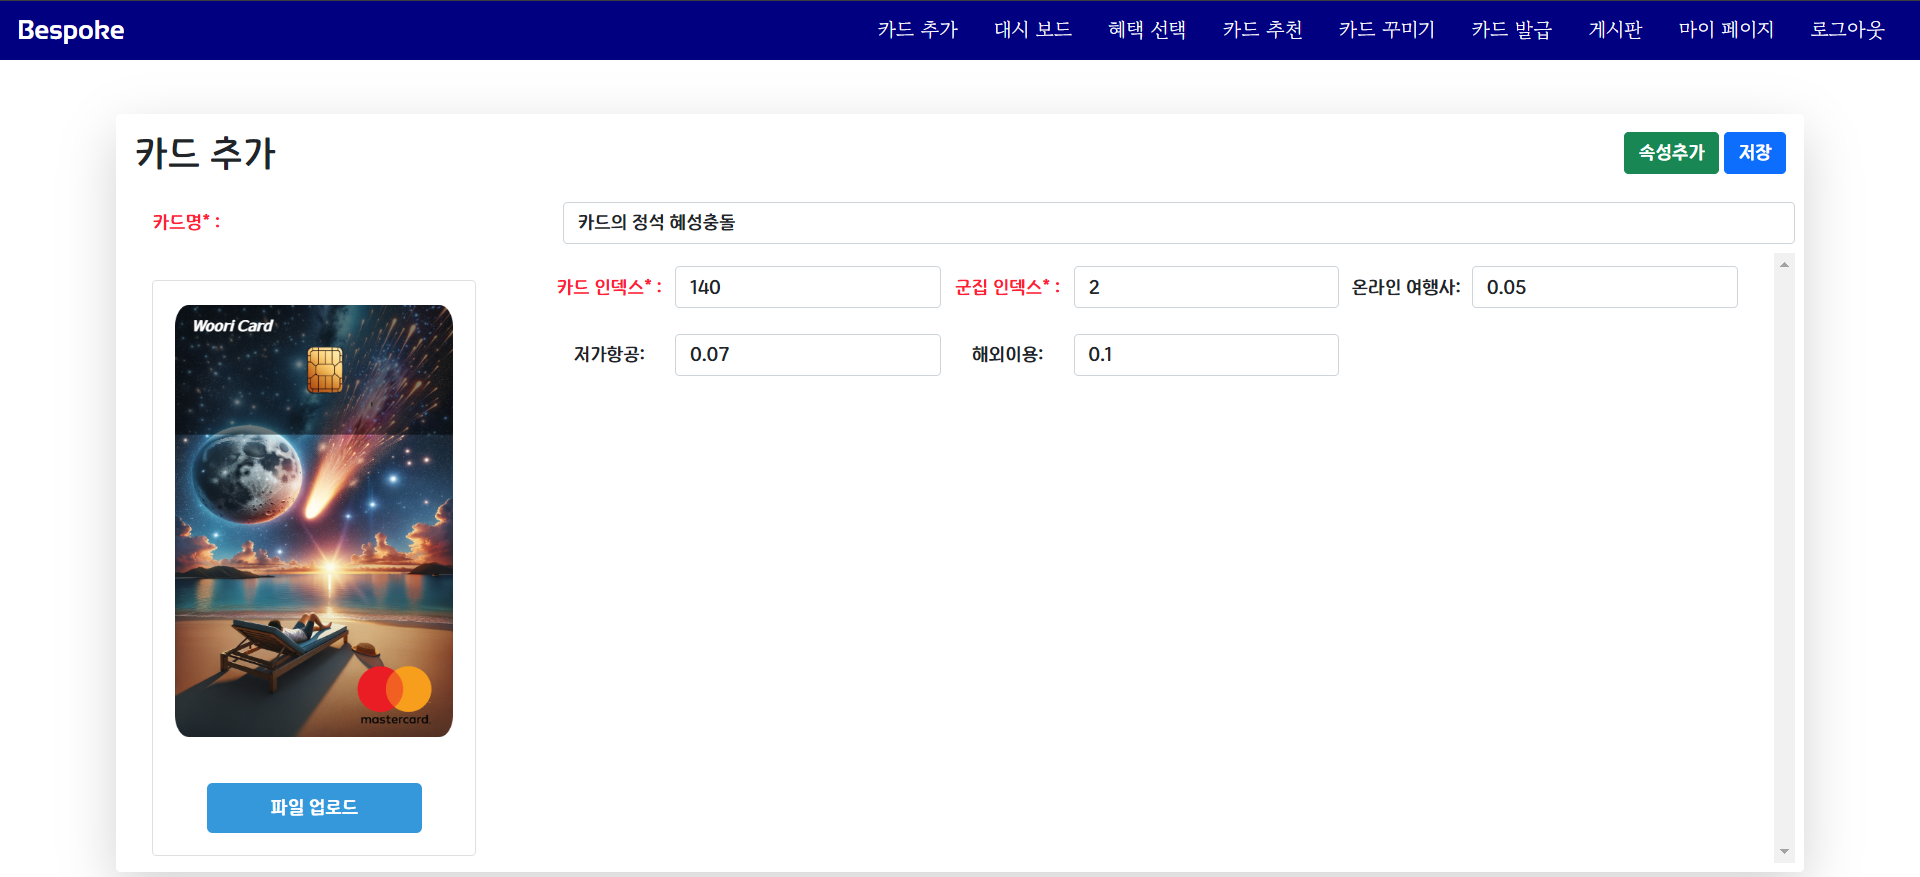 Bespoke 카드 추가 대시 보드 혜택 선택 카드 추천 카드 꾸미기 카드 발급 게시판 마이 페이지 로그아웃
카드 추가 속성추가 저장
카드명* : 카드의 정석 혜성충돌
카드 인덱스* : 140 군집 인덱스* : 2 온라인 여행사: 0.05
저가항공: 0.07 해외이용: 0.1
Woori Card
mastercard.
파일 업로드